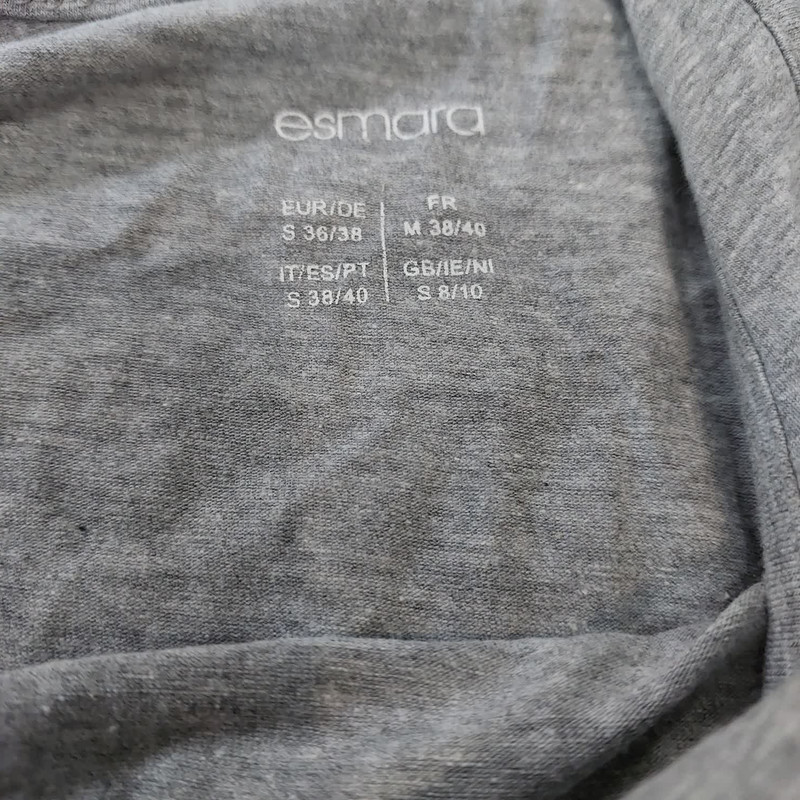 esmara
EUR/DE
S 36/38
FR
M 38/40
IT/ES/PT
S 38/40
GB/IE/NI
S 8/10